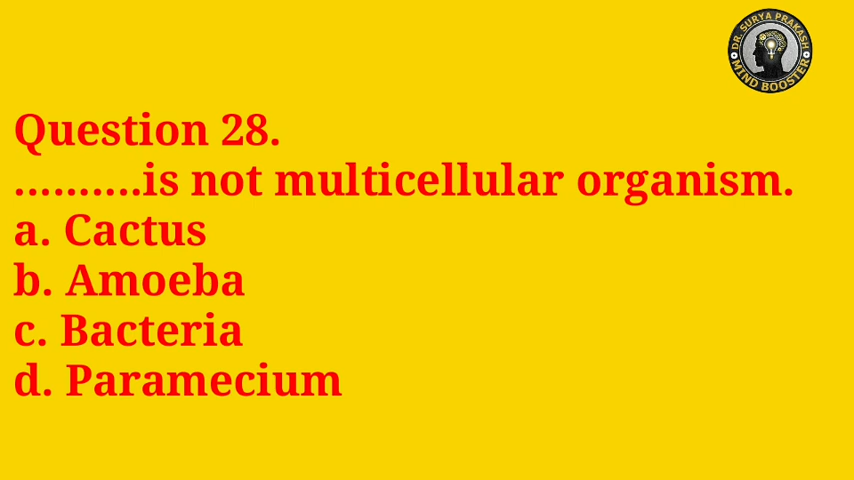 DR. SURYA PRAKASH
MIND BOOSTER
Question 28.
..........is not multicellular organism.
a. Cactus
b. Amoeba
c. Bacteria
d. Paramecium